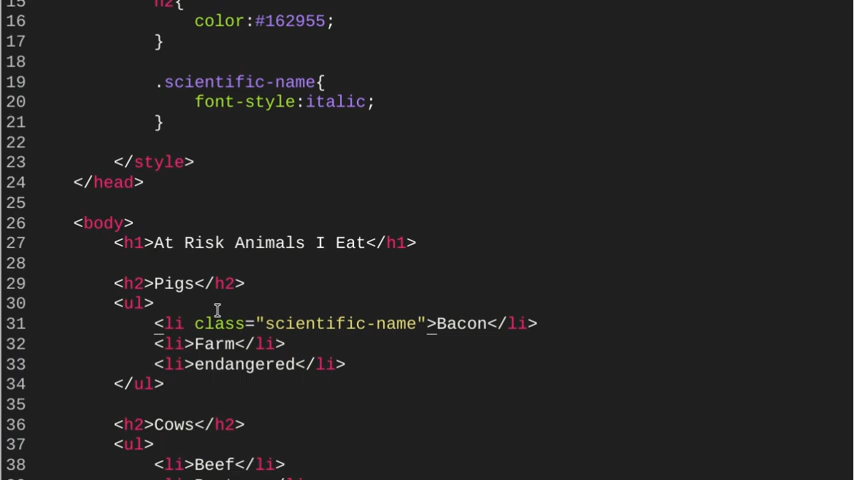 15 h2{
16 color:#162955;
17 }
18
19 .scientific-name{
20 font-style:italic;
21 }
22
23 </style>
24 </head>
25
26 <body>
27 <h1>At Risk Animals I Eat</h1>
28
29 <h2>Pigs</h2>
30 <ul>
31 <li class="scientific-name">Bacon</li>
32 <li>Farm</li>
33 <li>endangered</li>
34 </ul>
35
36 <h2>Cows</h2>
37 <ul>
38 <li>Beef</li>